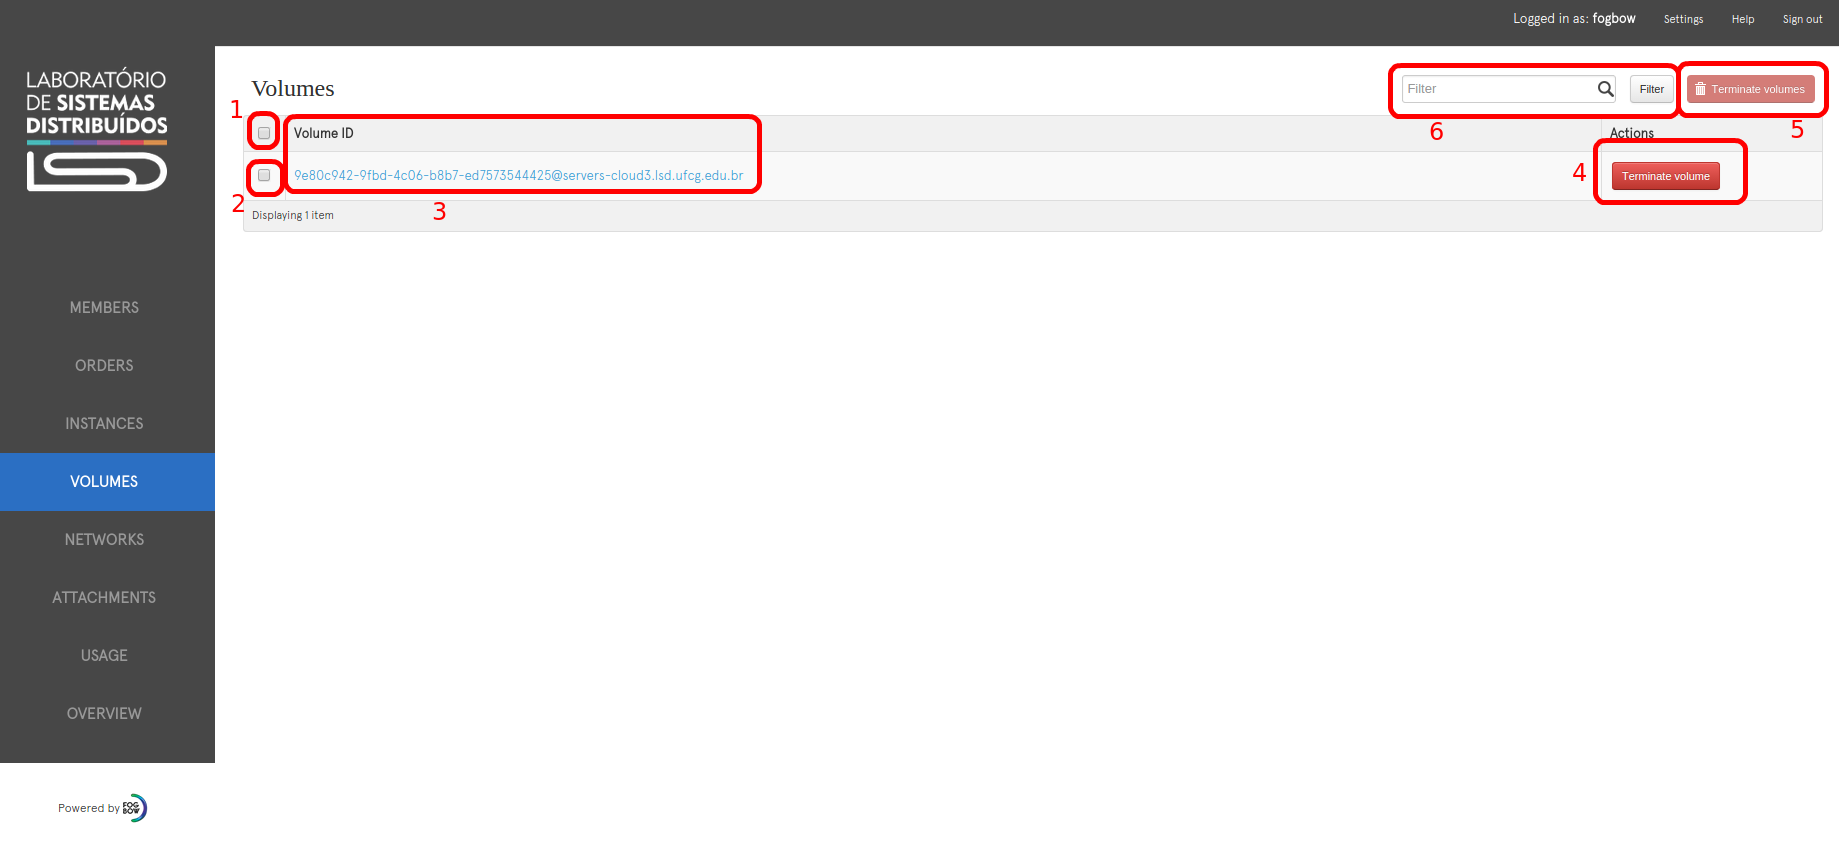 Logged in as: fogbow Settings Help Sign out
LABORATÓRIO
DE SISTEMAS
DISTRIBUÍDOS
Volumes
Filter Filter Terminate volumes
1 6 5
Volume ID Actions
9e80c942-9fbd-4c06-b8b7-ed7573544425@servers-cloud3.lsd.ufcg.edu.br 4 Terminate volume
2 3
Displaying 1 item
MEMBERS
ORDERS
INSTANCES
VOLUMES
NETWORKS
ATTACHMENTS
USAGE
OVERVIEW
Powered by FOG
BOW